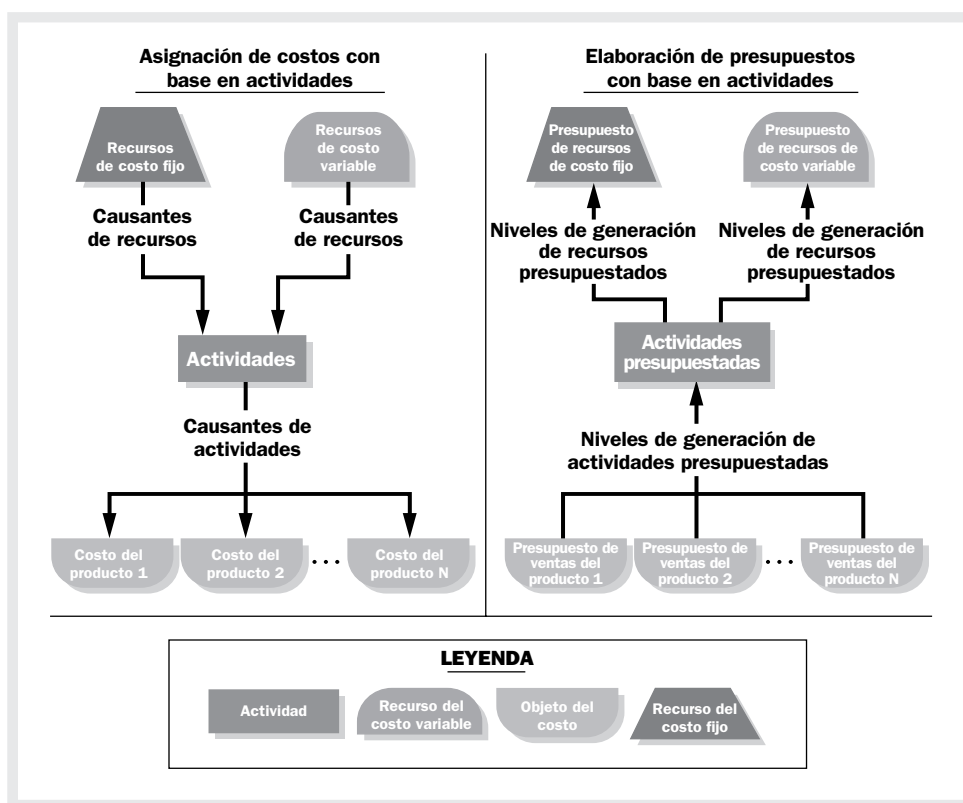 Asignación de costos con
base en actividades
Recursos
de costo fijo
Recursos
de costo
variable
Causantes
de recursos
Causantes
de recursos
Actividades
Causantes de
actividades
Costo del
producto 1
Costo del
producto 2
...
Costo del
producto N
Elaboración de presupuestos
con base en actividades
Presupuesto
de recursos
de costo fijo
Presupuesto
de recursos de
costo variable
Niveles de generación
de recursos
presupuestados
Niveles de generación
de recursos
presupuestados
Actividades
presupuestadas
Niveles de generación de
actividades presupuestadas
Presupuesto de
ventas del
producto 1
Presupuesto de
ventas del
producto 2
...
Presupuesto de
ventas del
producto N
LEYENDA
Actividad
Recurso del
costo variable
Objeto del
costo
Recurso del
costo fijo